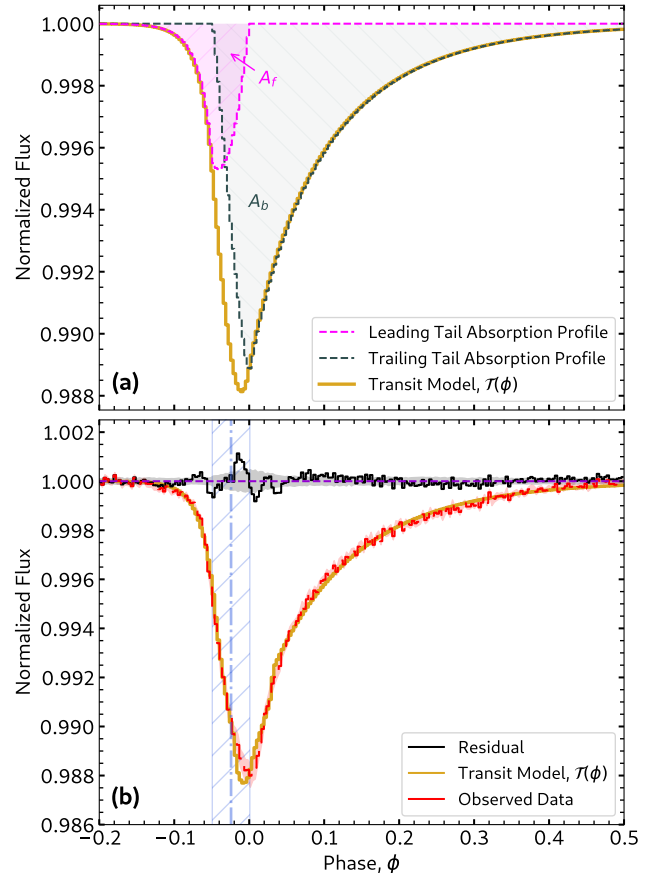 1.000
0.998
0.996
0.994
0.992
0.990
0.988
Normalized Flux
A_f
A_b
Leading Tail Absorption Profile
Trailing Tail Absorption Profile
Transit Model, 𝒯(ϕ)
(a)
1.002
1.000
0.998
0.996
0.994
0.992
0.990
0.988
0.986
Normalized Flux
Residual
Transit Model, 𝒯(ϕ)
Observed Data
(b)
−0.2
−0.1
0.0
0.1
0.2
0.3
0.4
0.5
Phase, ϕ